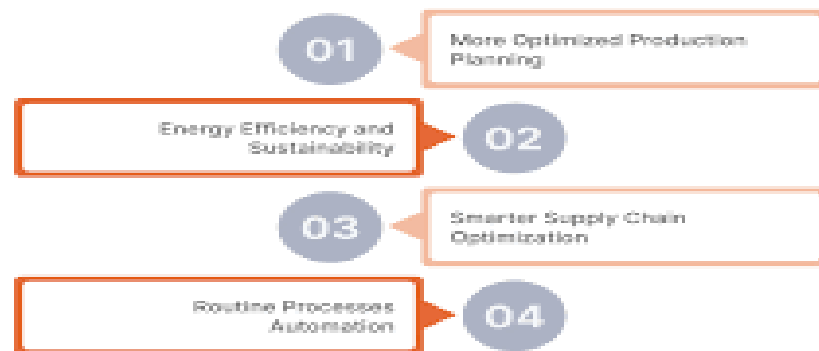 01
More Optimized Production
Planning
Energy Efficiency and
Sustainability
02
03
Smarter Supply Chain
Optimization
Routine Processes
Automation
04